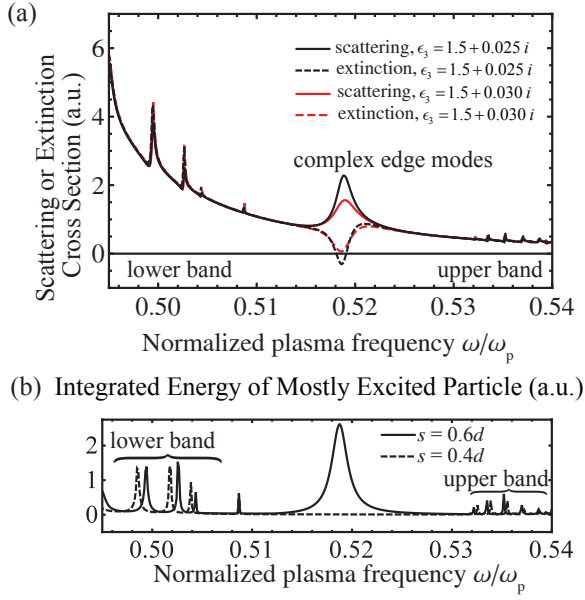 (a)
6
4
2
0
Scattering or Extinction
Cross Section (a.u.)
scattering, ϵ₃ = 1.5 + 0.025 i
extinction, ϵ₃ = 1.5 + 0.025 i
scattering, ϵ₃ = 1.5 + 0.030 i
extinction, ϵ₃ = 1.5 + 0.030 i
complex edge modes
lower band
upper band
0.50 0.51 0.52 0.53 0.54
Normalized plasma frequency ω/ωₚ
(b) Integrated Energy of Mostly Excited Particle (a.u.)
2
1
0
lower band
s = 0.6d
s = 0.4d
upper band
0.50 0.51 0.52 0.53 0.54
Normalized plasma frequency ω/ωₚ